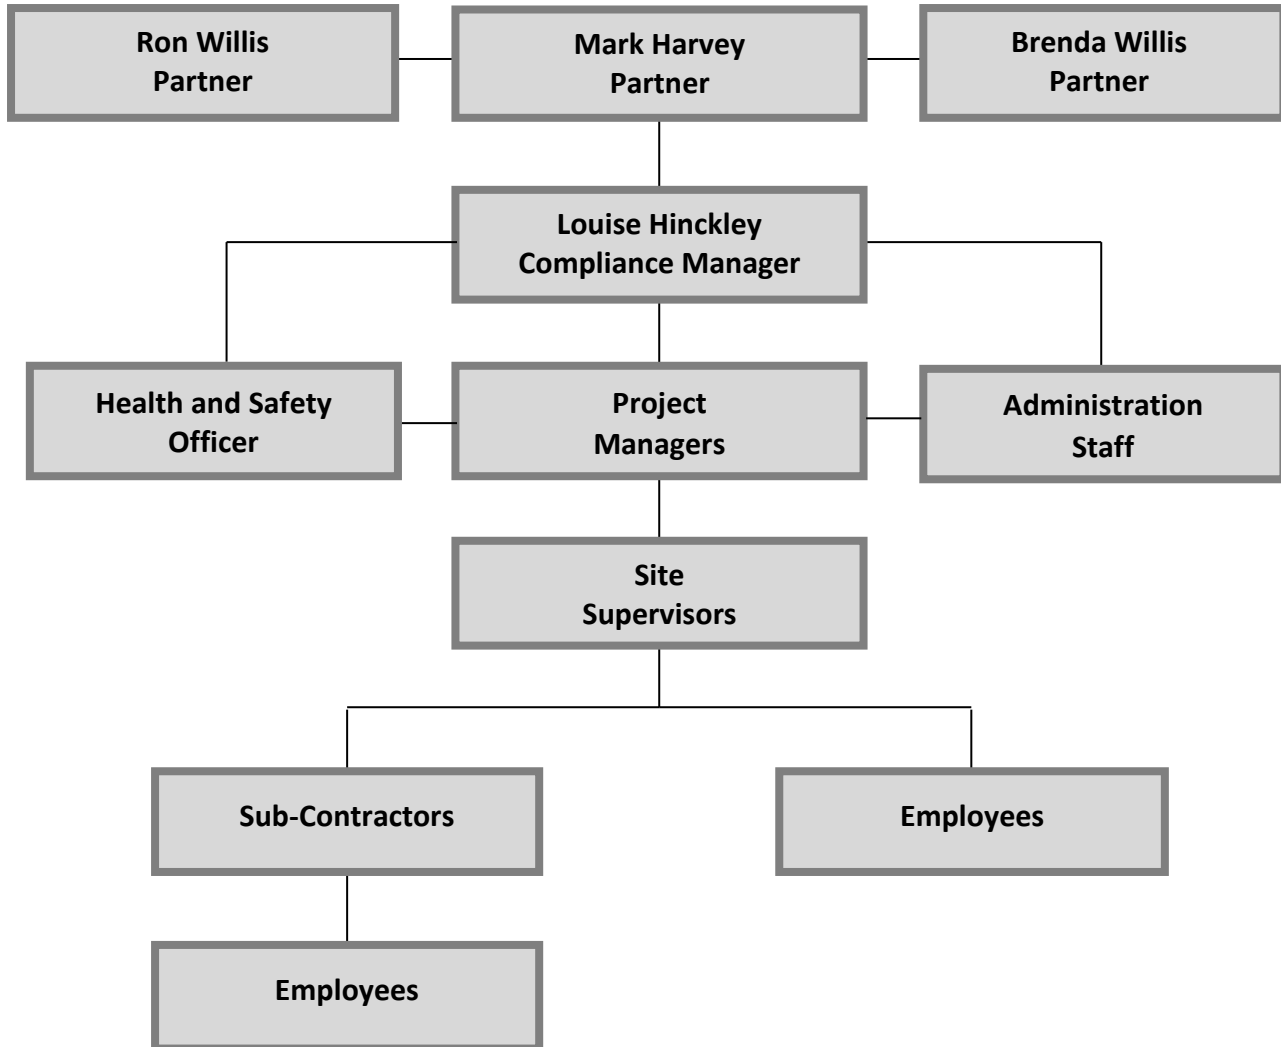 Ron Willis
Partner
Mark Harvey
Partner
Brenda Willis
Partner
Louise Hinckley
Compliance Manager
Health and Safety
Officer
Project
Managers
Administration
Staff
Site
Supervisors
Sub-Contractors
Employees
Employees